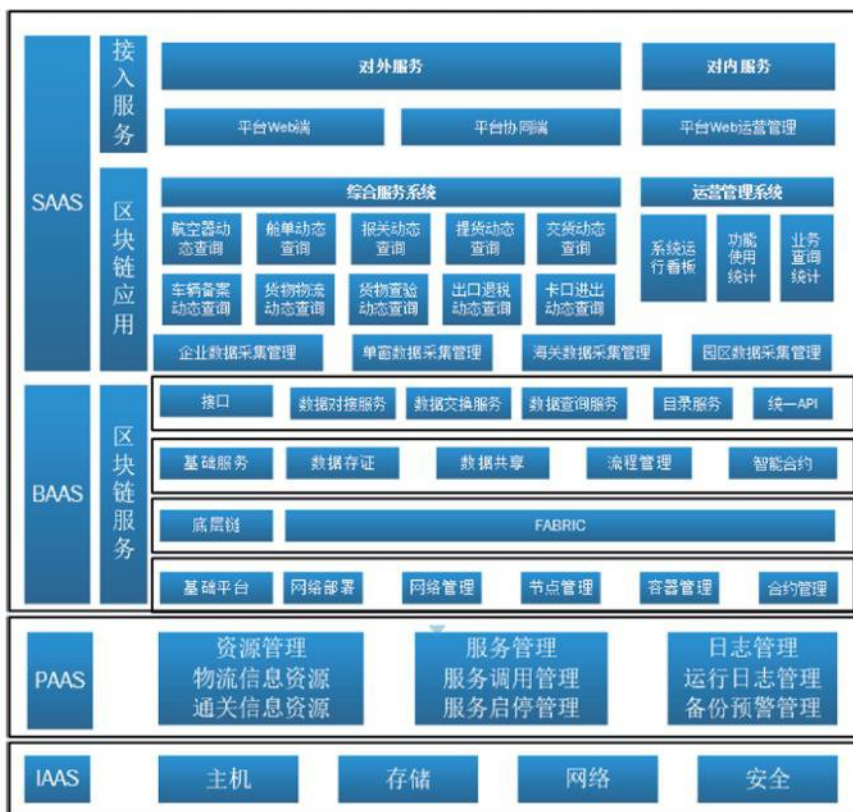 SAAS
接入服务
对外服务
对内服务
平台Web端
平台协同端
平台Web运营管理
区块链应用
综合服务系统
运营管理系统
航空器动
态查询
舱单动态
查询
报关动态
查询
提货动态
查询
交货动态
查询
系统运
行看板
功能
使用
统计
业务
查询
统计
车辆备案
动态查询
货物物流
动态查询
货物查验
动态查询
出口退税
动态查询
卡口进出
动态查询
企业数据采集管理
单窗数据采集管理
海关数据采集管理
园区数据采集管理
BAAS
区块链服务
接口
数据对接服务
数据交换服务
数据查询服务
目录服务
统一API
基础服务
数据存证
数据共享
流程管理
智能合约
底层链
FABRIC
基础平台
网络部署
网络管理
节点管理
容器管理
合约管理
PAAS
资源管理
物流信息资源
通关信息资源
服务管理
服务调用管理
服务启停管理
日志管理
运行日志管理
备份预警管理
IAAS
主机
存储
网络
安全